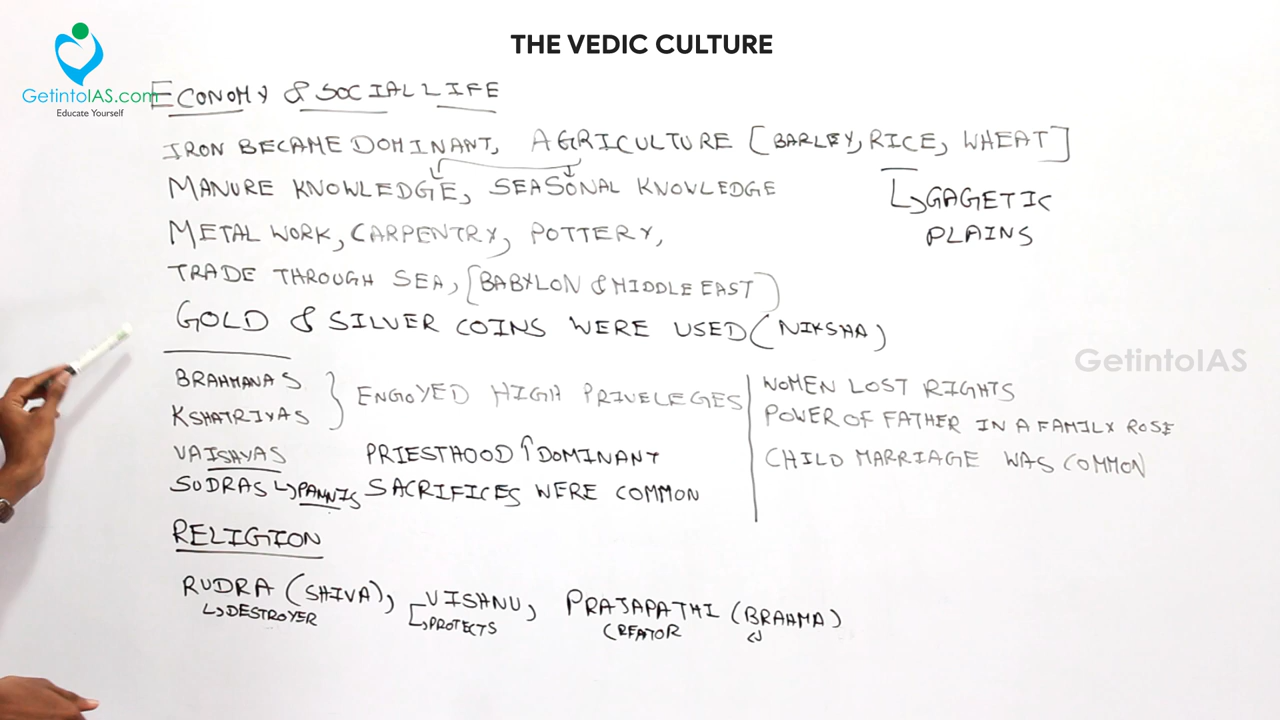 THE VEDIC CULTURE
GetintoIAS.com
Educate Yourself
ECONOMY & SOCIAL LIFE
IRON BECAME DOMINANT, AGRICULTURE [BARLEY, RICE, WHEAT]
MANURE KNOWLEDGE, SEASONAL KNOWLEDGE
GAGETIC
PLAINS
METAL WORK, CARPENTRY, POTTERY,
TRADE THROUGH SEA, [BABYLON & MIDDLE EAST]
GOLD & SILVER COINS WERE USED (NIKSHA)
GetintoIAS
BRAHMANAS
KSHATRIYAS
ENGOYED HIGH PRIVELEGES
VAISHYAS
PRIESTHOOD ↑ DOMINANT
SUDRAS ↳ PANNIS
SACRIFICES WERE COMMON
WOMEN LOST RIGHTS
POWER OF FATHER IN A FAMILY ROSE
CHILD MARRIAGE WAS COMMON
RELIGION
RUDRA (SHIVA), VISHNU, PRAJAPATHI (BRAHMA)
↳ DESTROYER ↳ PROTECTS CREATOR